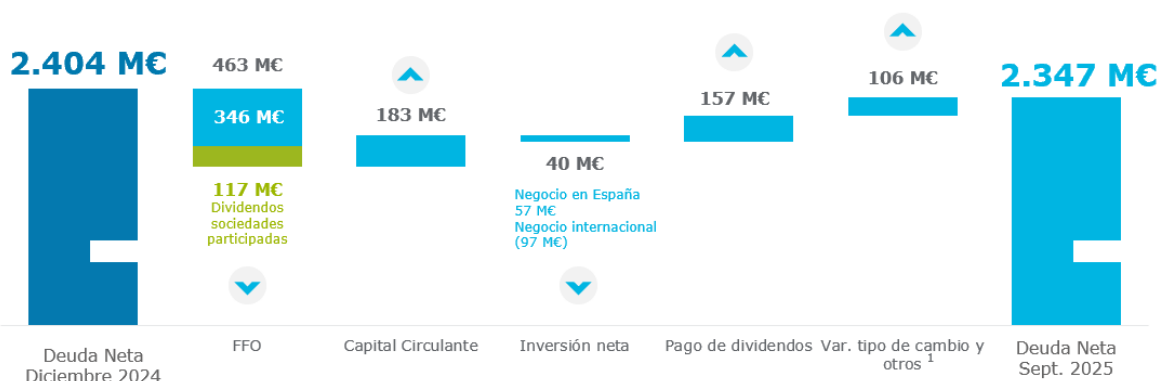 2.404 M€
463 M€
346 M€
117 M€
Dividendos
sociedades
participadas
183 M€
40 M€
Negocio en España
57 M€
Negocio internacional
(97 M€)
157 M€
106 M€
2.347 M€
Deuda Neta
Diciembre 2024
FFO
Capital Circulante
Inversión neta
Pago de dividendos
Var. tipo de cambio y
otros 1
Deuda Neta
Sept. 2025